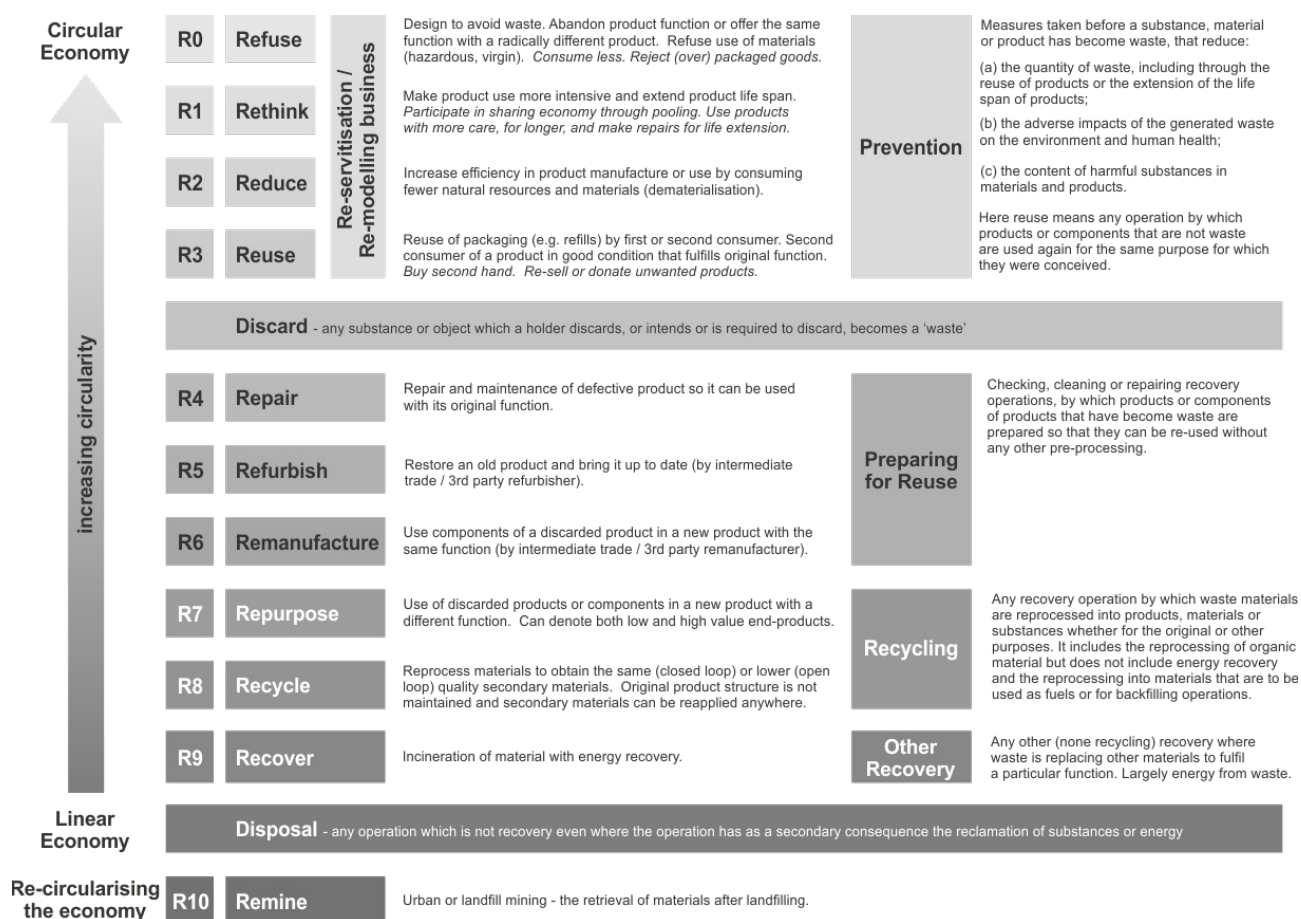 Circular
Economy
increasing circularity
Linear
Economy
Re-circularising
the economy
Re-servitisation /
Re-modelling business
R0
Refuse
Design to avoid waste. Abandon product function or offer the same
function with a radically different product. Refuse use of materials
(hazardous, virgin). Consume less. Reject (over) packaged goods.
R1
Rethink
Make product use more intensive and extend product life span.
Participate in sharing economy through pooling. Use products
with more care, for longer, and make repairs for life extension.
R2
Reduce
Increase efficiency in product manufacture or use by consuming
fewer natural resources and materials (dematerialisation).
R3
Reuse
Reuse of packaging (e.g. refills) by first or second consumer. Second
consumer of a product in good condition that fulfills original function.
Buy second hand. Re-sell or donate unwanted products.
Prevention
Measures taken before a substance, material
or product has become waste, that reduce:
(a) the quantity of waste, including through the
reuse of products or the extension of the life
span of products;
(b) the adverse impacts of the generated waste
on the environment and human health;
(c) the content of harmful substances in
materials and products.
Here reuse means any operation by which
products or components that are not waste
are used again for the same purpose for which
they were conceived.
Discard - any substance or object which a holder discards, or intends or is required to discard, becomes a ‘waste’
R4
Repair
Repair and maintenance of defective product so it can be used
with its original function.
R5
Refurbish
Restore an old product and bring it up to date (by intermediate
trade / 3rd party refurbisher).
R6
Remanufacture
Use components of a discarded product in a new product with the
same function (by intermediate trade / 3rd party remanufacturer).
Preparing
for Reuse
Checking, cleaning or repairing recovery
operations, by which products or components
of products that have become waste are
prepared so that they can be re-used without
any other pre-processing.
R7
Repurpose
Use of discarded products or components in a new product with a
different function. Can denote both low and high value end-products.
R8
Recycle
Reprocess materials to obtain the same (closed loop) or lower (open
loop) quality secondary materials. Original product structure is not
maintained and secondary materials can be reapplied anywhere.
Recycling
Any recovery operation by which waste materials
are reprocessed into products, materials or
substances whether for the original or other
purposes. It includes the reprocessing of organic
material but does not include energy recovery
and the reprocessing into materials that are to be
used as fuels or for backfilling operations.
R9
Recover
Incineration of material with energy recovery.
Other
Recovery
Any other (none recycling) recovery where
waste is replacing other materials to fulfil
a particular function. Largely energy from waste.
Disposal - any operation which is not recovery even where the operation has as a secondary consequence the reclamation of substances or energy
R10
Remine
Urban or landfill mining - the retrieval of materials after landfilling.